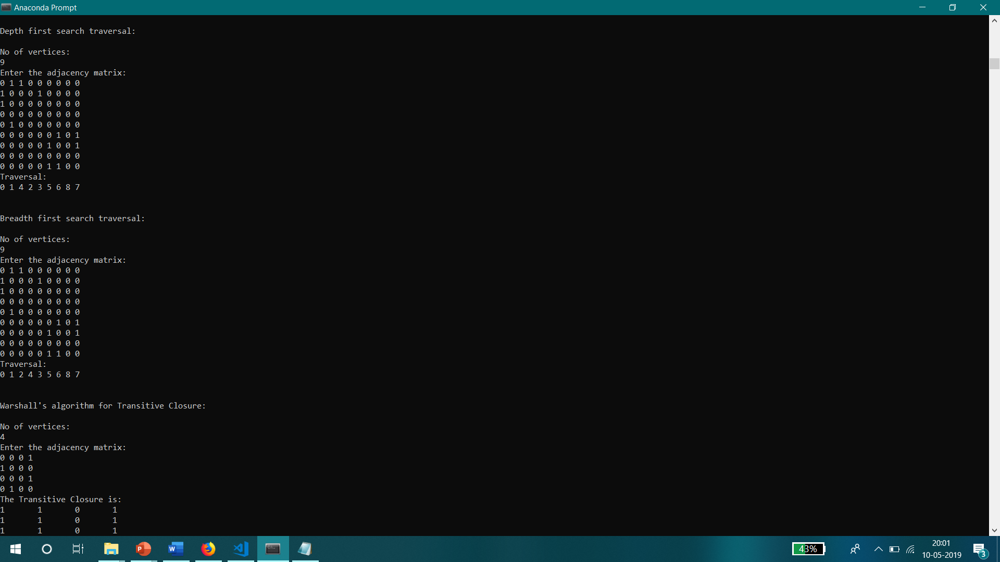 Anaconda Prompt
Depth first search traversal:
No of vertices:
9
Enter the adjacency matrix:
0 1 1 0 0 0 0 0 0
1 0 0 0 1 0 0 0 0
1 0 0 0 0 0 0 0 0
0 0 0 0 0 0 0 0 0
0 1 0 0 0 0 0 0 0
0 0 0 0 0 0 1 0 1
0 0 0 0 0 1 0 0 1
0 0 0 0 0 0 0 0 0
0 0 0 0 0 1 1 0 0
Traversal:
0 1 4 2 3 5 6 8 7
Breadth first search traversal:
No of vertices:
9
Enter the adjacency matrix:
0 1 1 0 0 0 0 0 0
1 0 0 0 1 0 0 0 0
1 0 0 0 0 0 0 0 0
0 0 0 0 0 0 0 0 0
0 1 0 0 0 0 0 0 0
0 0 0 0 0 0 1 0 1
0 0 0 0 0 1 0 0 1
0 0 0 0 0 0 0 0 0
0 0 0 0 0 1 1 0 0
Traversal:
0 1 2 4 3 5 6 8 7
Warshall's algorithm for Transitive Closure:
No of vertices:
4
Enter the adjacency matrix:
0 0 0 1
1 0 0 0
0 0 0 1
0 1 0 0
The Transitive Closure is:
1 1 0 1
1 1 0 1
1 1 0 1
43%
20:01
10-05-2019
3